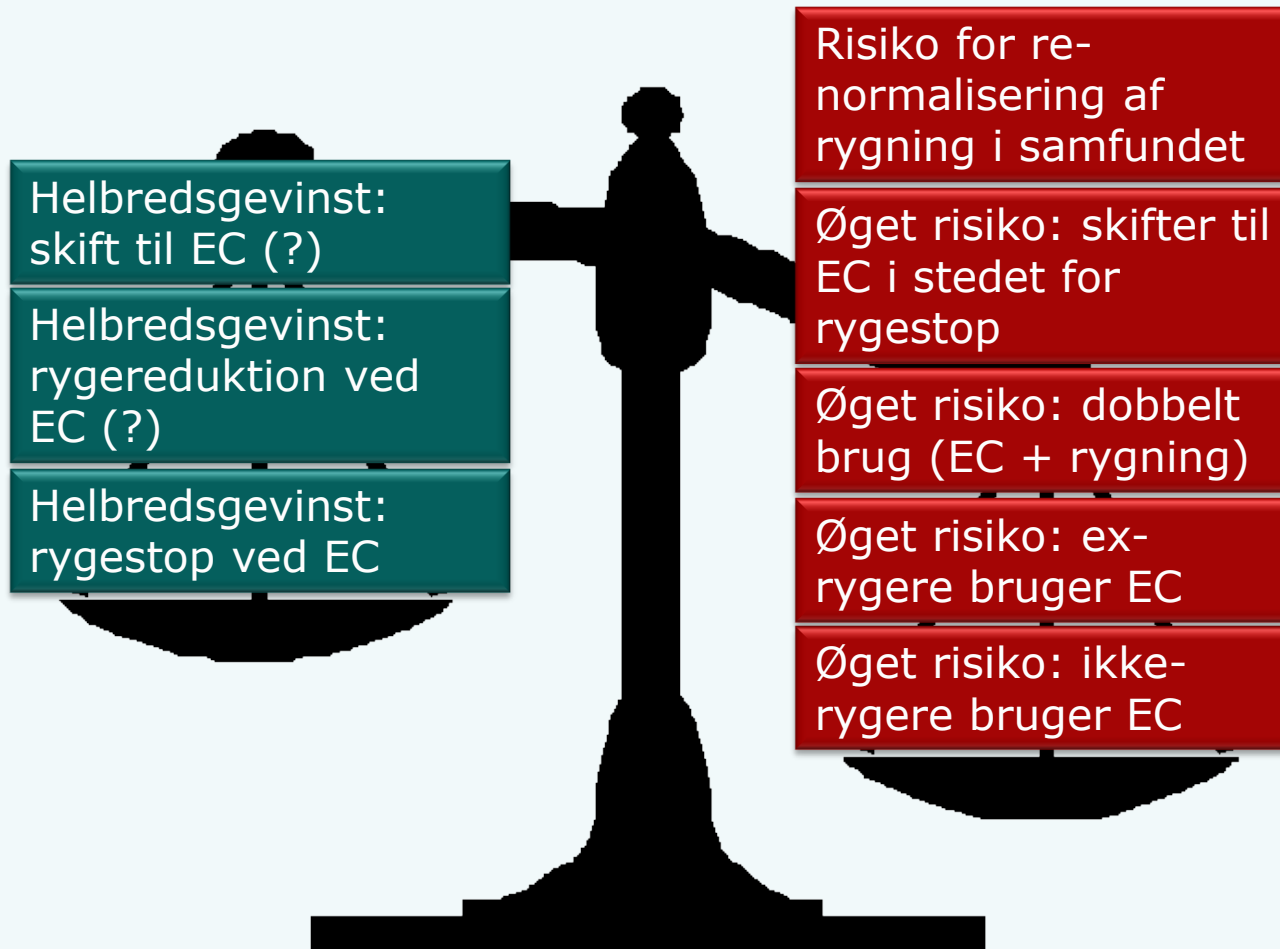 Helbredsgevinst:
skift til EC (?)
Helbredsgevinst:
rygereduktion ved
EC (?)
Helbredsgevinst:
rygestop ved EC
Risiko for re-
normalisering af
rygning i samfundet
Øget risiko: skifter til
EC i stedet for
rygestop
Øget risiko: dobbelt
brug (EC + rygning)
Øget risiko: ex-
rygere bruger EC
Øget risiko: ikke-
rygere bruger EC